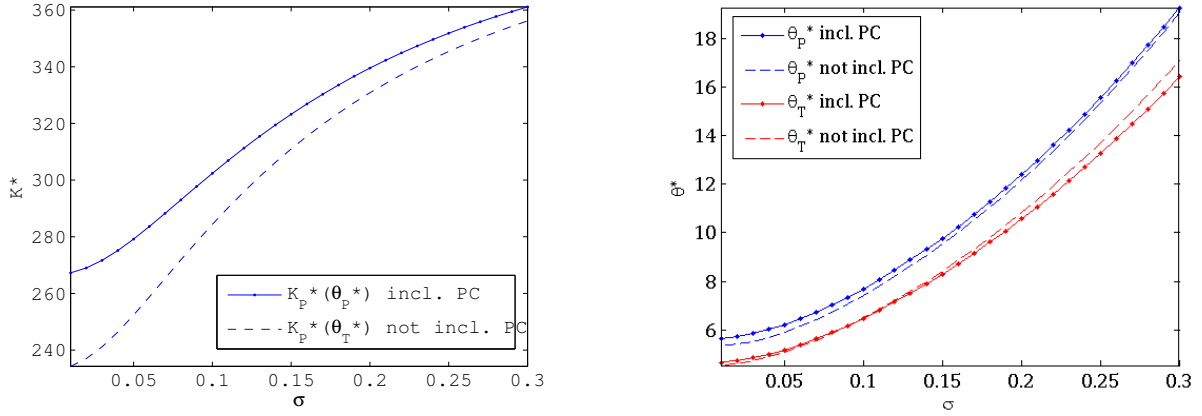 360
340
320
300
280
260
240
K*
0.05 0.1 0.15 0.2 0.25 0.3
σ
K_P*(θ_P*) incl. PC
K_P*(θ_T*) not incl. PC
18
16
14
12
10
8
6
θ*
0.05 0.1 0.15 0.2 0.25 0.3
σ
θ_P* incl. PC
θ_P* not incl. PC
θ_T* incl. PC
θ_T* not incl. PC